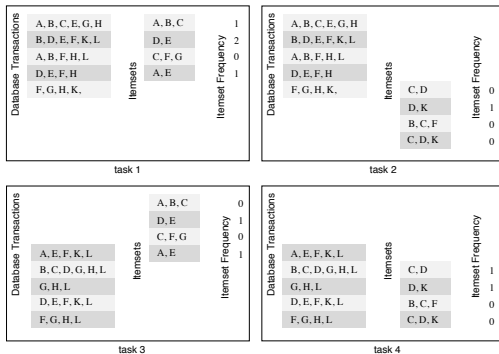 Database Transactions
A, B, C, E, G, H
B, D, E, F, K, L
A, B, F, H, L
D, E, F, H
F, G, H, K,
Itemsets
A, B, C
D, E
C, F, G
A, E
Itemset Frequency
1
2
0
1
task 1
Database Transactions
A, B, C, E, G, H
B, D, E, F, K, L
A, B, F, H, L
D, E, F, H
F, G, H, K,
Itemsets
C, D
D, K
B, C, F
C, D, K
Itemset Frequency
0
1
0
0
task 2
Database Transactions
A, E, F, K, L
B, C, D, G, H, L
G, H, L
D, E, F, K, L
F, G, H, L
Itemsets
A, B, C
D, E
C, F, G
A, E
Itemset Frequency
0
1
0
1
task 3
Database Transactions
A, E, F, K, L
B, C, D, G, H, L
G, H, L
D, E, F, K, L
F, G, H, L
Itemsets
C, D
D, K
B, C, F
C, D, K
Itemset Frequency
1
1
0
0
task 4